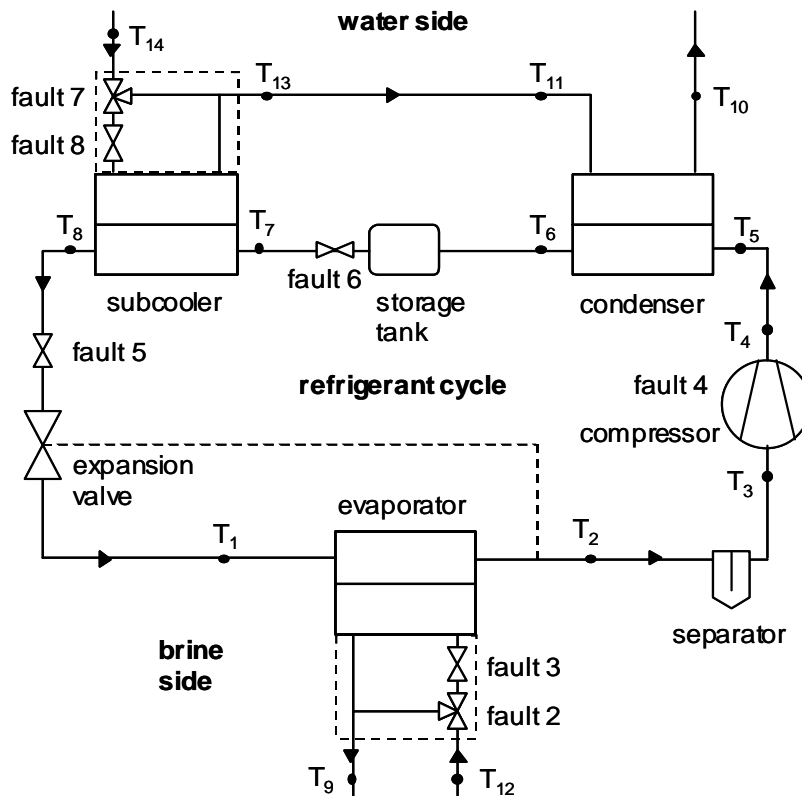 water side
T14
fault 7
T13
T11
T10
fault 8
T8
T7
T6
T5
subcooler
fault 6
storage
tank
condenser
T4
fault 5
refrigerant cycle
fault 4
compressor
T3
expansion
valve
evaporator
T1
T2
separator
brine
side
fault 3
fault 2
T9
T12